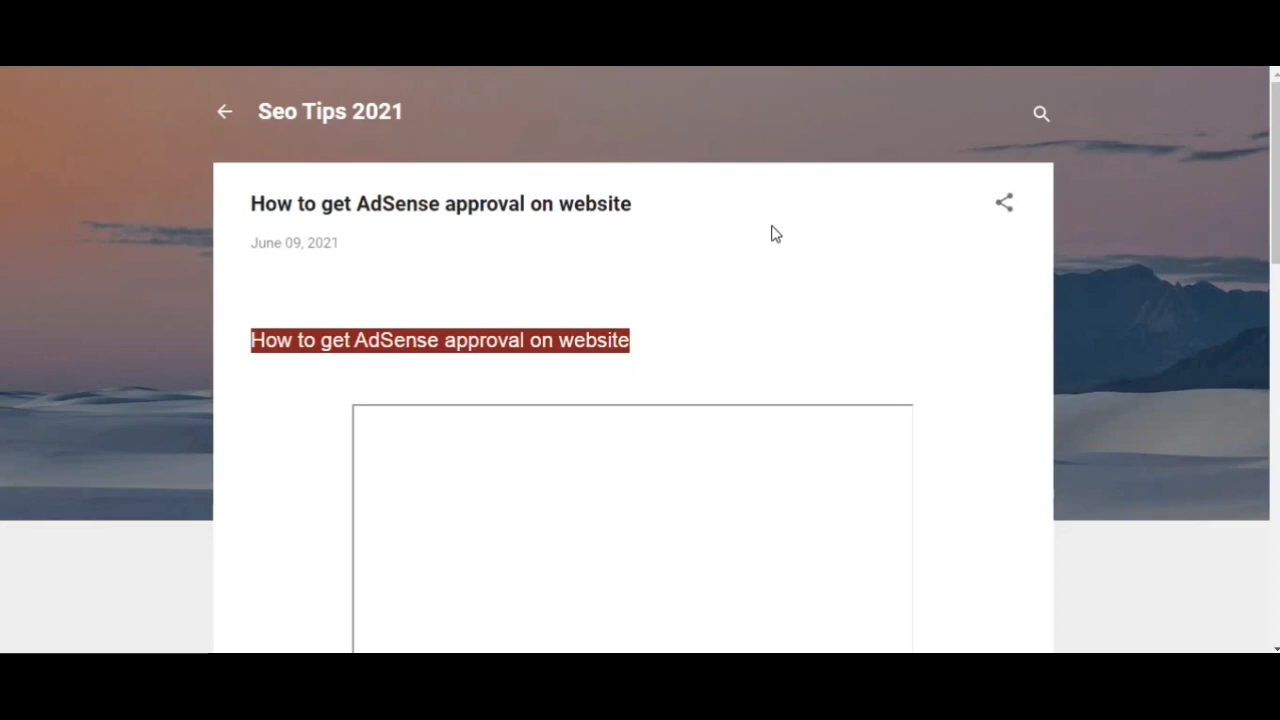 Seo Tips 2021
How to get AdSense approval on website
June 09, 2021
How to get AdSense approval on website